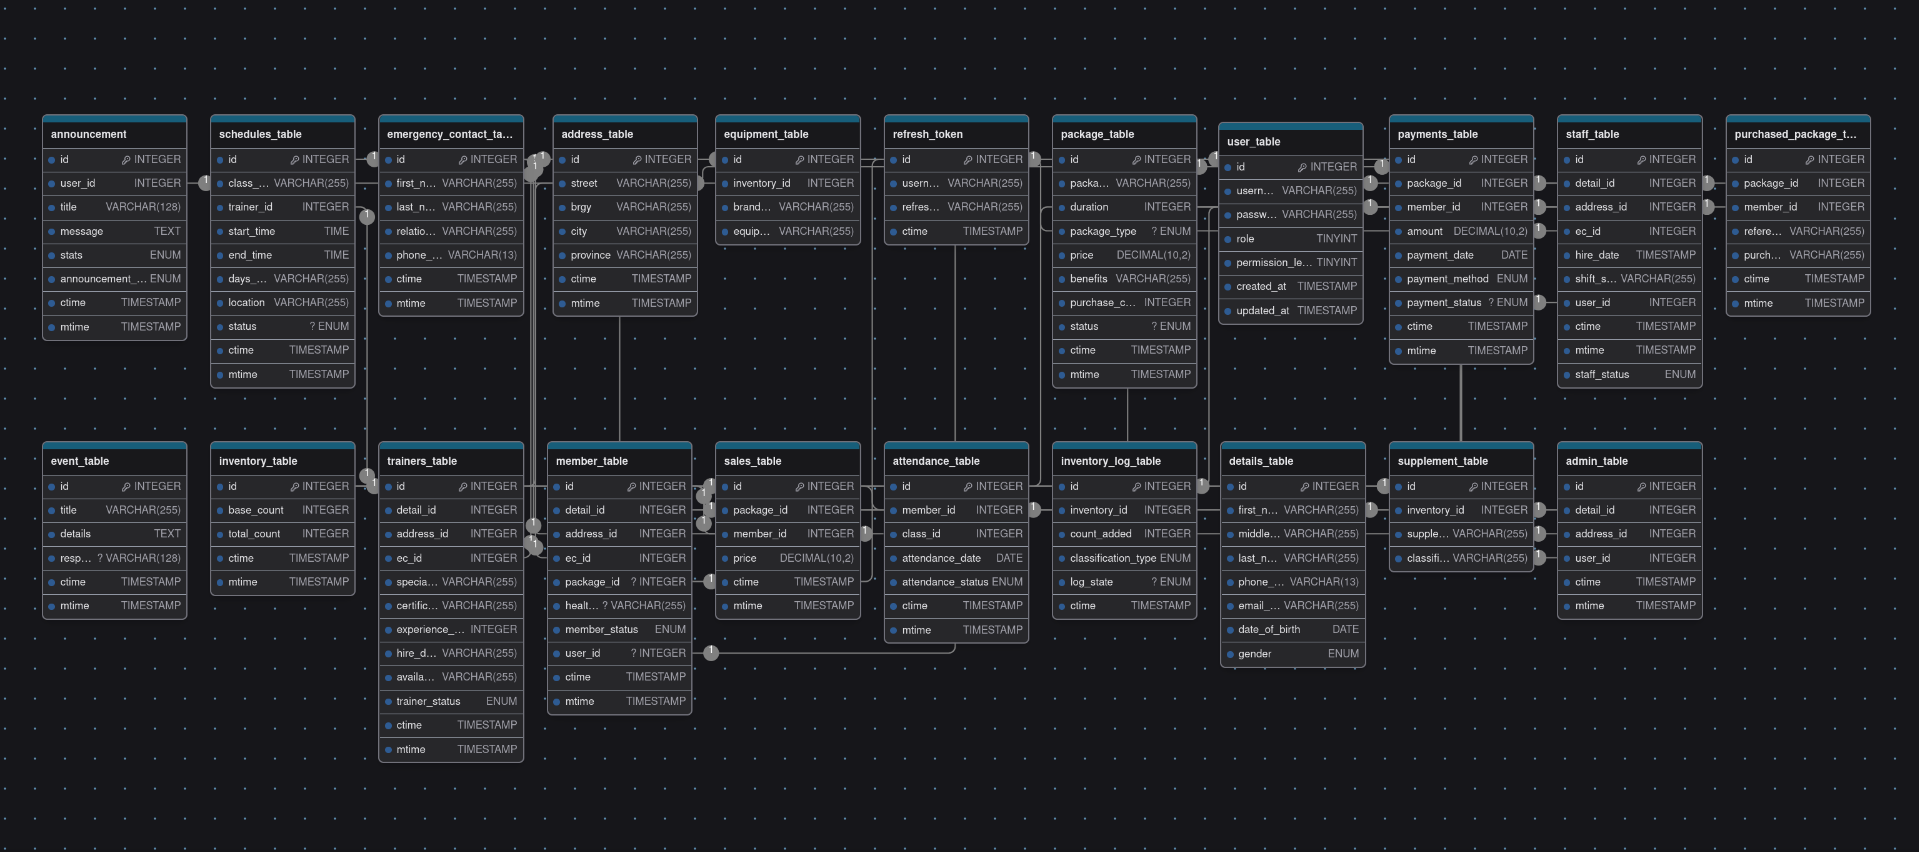 announcement
id INTEGER
user_id INTEGER
title VARCHAR(128)
message TEXT
stats ENUM
announcement_... ENUM
ctime TIMESTAMP
mtime TIMESTAMP
schedules_table
id INTEGER
class_... VARCHAR(255)
trainer_id INTEGER
start_time TIME
end_time TIME
days_... VARCHAR(255)
location VARCHAR(255)
status ? ENUM
ctime TIMESTAMP
mtime TIMESTAMP
emergency_contact_ta...
id INTEGER
first_n... VARCHAR(255)
last_n... VARCHAR(255)
relatio... VARCHAR(255)
phone_... VARCHAR(13)
ctime TIMESTAMP
mtime TIMESTAMP
address_table
id INTEGER
street VARCHAR(255)
brgy VARCHAR(255)
city VARCHAR(255)
province VARCHAR(255)
ctime TIMESTAMP
mtime TIMESTAMP
equipment_table
id INTEGER
inventory_id INTEGER
brand... VARCHAR(255)
equip... VARCHAR(255)
refresh_token
id INTEGER
usern... VARCHAR(255)
refres... VARCHAR(255)
ctime TIMESTAMP
package_table
id INTEGER
packa... VARCHAR(255)
duration INTEGER
package_type ? ENUM
price DECIMAL(10,2)
benefits VARCHAR(255)
purchase_c... INTEGER
status ? ENUM
ctime TIMESTAMP
mtime TIMESTAMP
user_table
id INTEGER
usern... VARCHAR(255)
passw... VARCHAR(255)
role TINYINT
permission_le... TINYINT
created_at TIMESTAMP
updated_at TIMESTAMP
payments_table
id INTEGER
package_id INTEGER
member_id INTEGER
amount DECIMAL(10,2)
payment_date DATE
payment_method ENUM
payment_status ? ENUM
ctime TIMESTAMP
mtime TIMESTAMP
staff_table
id INTEGER
detail_id INTEGER
address_id INTEGER
ec_id INTEGER
hire_date TIMESTAMP
shift_s... VARCHAR(255)
user_id INTEGER
ctime TIMESTAMP
mtime TIMESTAMP
staff_status ENUM
purchased_package_t...
id INTEGER
package_id INTEGER
member_id INTEGER
refere... VARCHAR(255)
purch... VARCHAR(255)
ctime TIMESTAMP
mtime TIMESTAMP
event_table
id INTEGER
title VARCHAR(255)
details TEXT
resp... ? VARCHAR(128)
ctime TIMESTAMP
mtime TIMESTAMP
inventory_table
id INTEGER
base_count INTEGER
total_count INTEGER
ctime TIMESTAMP
mtime TIMESTAMP
trainers_table
id INTEGER
detail_id INTEGER
address_id INTEGER
ec_id INTEGER
specia... VARCHAR(255)
certific... VARCHAR(255)
experience_... INTEGER
hire_d... VARCHAR(255)
availa... VARCHAR(255)
trainer_status ENUM
ctime TIMESTAMP
mtime TIMESTAMP
member_table
id INTEGER
detail_id INTEGER
address_id INTEGER
ec_id INTEGER
package_id ? INTEGER
healt... ? VARCHAR(255)
member_status ENUM
user_id ? INTEGER
ctime TIMESTAMP
mtime TIMESTAMP
sales_table
id INTEGER
package_id INTEGER
member_id INTEGER
price DECIMAL(10,2)
ctime TIMESTAMP
mtime TIMESTAMP
attendance_table
id INTEGER
member_id INTEGER
class_id INTEGER
attendance_date DATE
attendance_status ENUM
ctime TIMESTAMP
mtime TIMESTAMP
inventory_log_table
id INTEGER
inventory_id INTEGER
count_added INTEGER
classification_type ENUM
log_state ? ENUM
ctime TIMESTAMP
details_table
id INTEGER
first_n... VARCHAR(255)
middle... VARCHAR(255)
last_n... VARCHAR(255)
phone_... VARCHAR(13)
email_... VARCHAR(255)
date_of_birth DATE
gender ENUM
supplement_table
id INTEGER
inventory_id INTEGER
supple... VARCHAR(255)
classifi... VARCHAR(255)
admin_table
id INTEGER
detail_id INTEGER
address_id INTEGER
user_id INTEGER
ctime TIMESTAMP
mtime TIMESTAMP